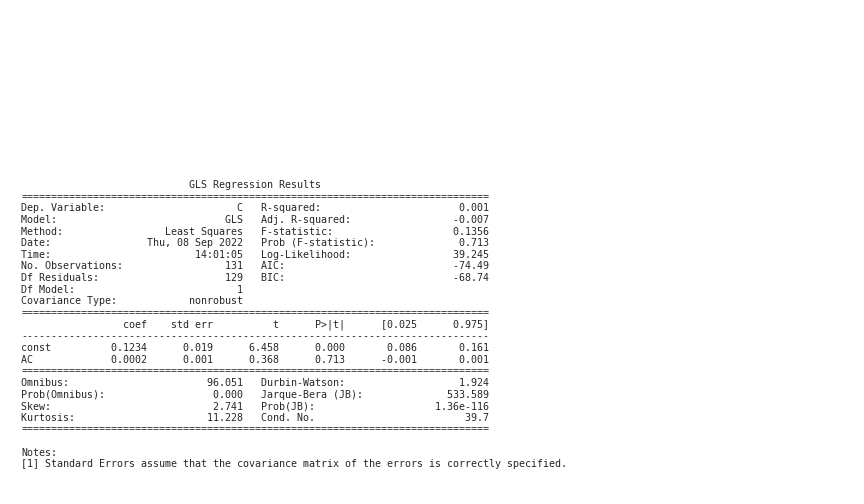 GLS Regression Results
==============================================================================
Dep. Variable:                      C   R-squared:                       0.001
Model:                            GLS   Adj. R-squared:                 -0.007
Method:                 Least Squares   F-statistic:                    0.1356
Date:                Thu, 08 Sep 2022   Prob (F-statistic):              0.713
Time:                        14:01:05   Log-Likelihood:                 39.245
No. Observations:                 131   AIC:                            -74.49
Df Residuals:                     129   BIC:                            -68.74
Df Model:                           1
Covariance Type:            nonrobust
==============================================================================
                 coef    std err          t      P>|t|      [0.025      0.975]
------------------------------------------------------------------------------
const          0.1234      0.019      6.458      0.000       0.086       0.161
AC             0.0002      0.001      0.368      0.713      -0.001       0.001
==============================================================================
Omnibus:                       96.051   Durbin-Watson:                   1.924
Prob(Omnibus):                  0.000   Jarque-Bera (JB):              533.589
Skew:                           2.741   Prob(JB):                    1.36e-116
Kurtosis:                      11.228   Cond. No.                         39.7
==============================================================================

Notes:
[1] Standard Errors assume that the covariance matrix of the errors is correctly specified.